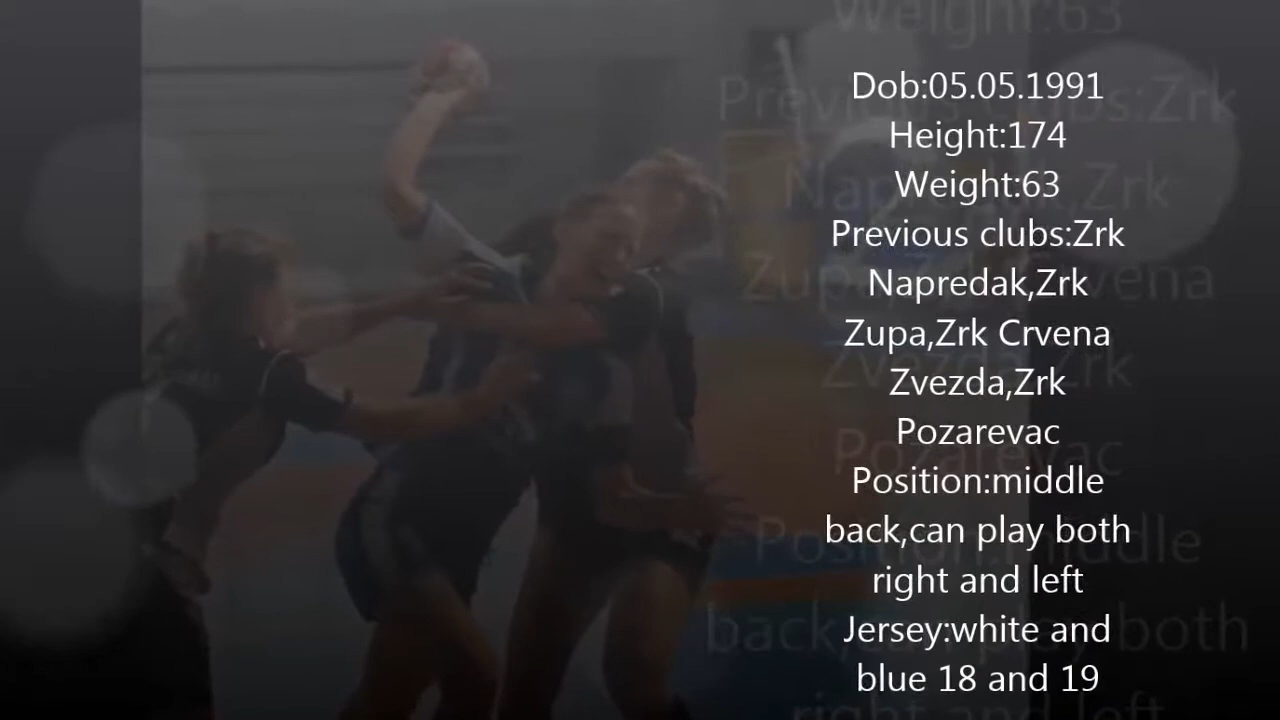 Dob:05.05.1991
Height:174
Weight:63
Previous clubs:Zrk
Napredak,Zrk
Zupa,Zrk Crvena
Zvezda,Zrk
Pozarevac
Position:middle
back,can play both
right and left
Jersey:white and
blue 18 and 19